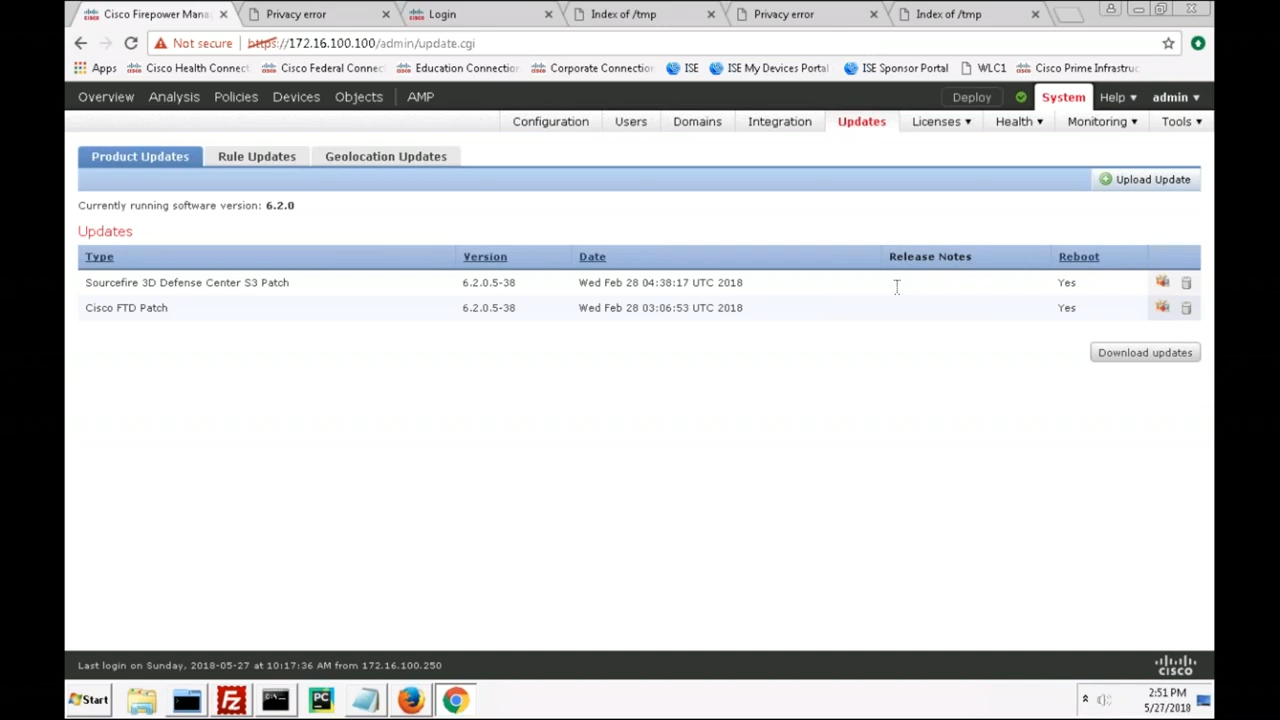 Cisco Firepower Mana
Privacy error
Login
Index of /tmp
Privacy error
Index of /tmp
Not secure https://172.16.100.100/admin/update.cgi
Apps Cisco Health Connect Cisco Federal Connec Education Connection Corporate Connection ISE ISE My Devices Portal ISE Sponsor Portal WLC1 Cisco Prime Infrastruc
Overview Analysis Policies Devices Objects AMP Deploy System Help admin
Configuration Users Domains Integration Updates Licenses Health Monitoring Tools
Product Updates Rule Updates Geolocation Updates
Upload Update
Currently running software version: 6.2.0
Updates
Type Version Date Release Notes Reboot
Sourcefire 3D Defense Center S3 Patch 6.2.0.5-38 Wed Feb 28 04:38:17 UTC 2018 Yes
Cisco FTD Patch 6.2.0.5-38 Wed Feb 28 03:06:53 UTC 2018 Yes
Download updates
Last login on Sunday, 2018-05-27 at 10:17:36 AM from 172.16.100.250
CISCO
Start
FZ
PC
2:51 PM
5/27/2018